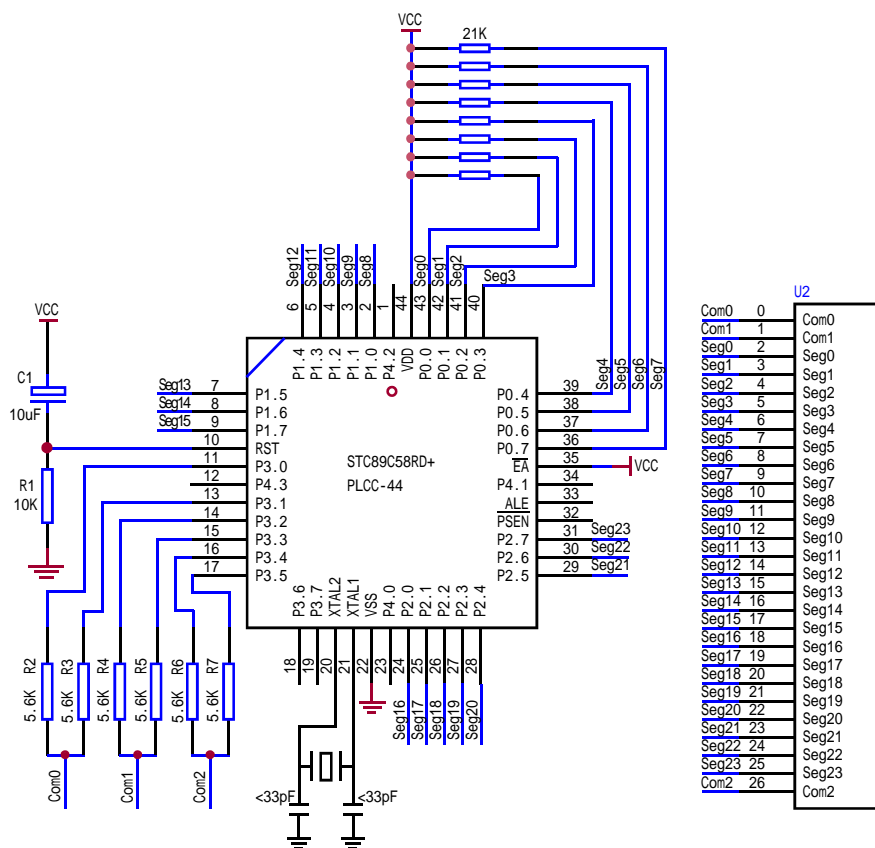 VCC
21K
Seg12
Seg11
Seg10
Seg9
Seg8
Seg0
Seg1
Seg2
Seg3
6
5
4
3
2
1
44
43
42
41
40
P1.4
P1.3
P1.2
P1.1
P1.0
P4.2
VDD
P0.0
P0.1
P0.2
P0.3
Seg4
Seg5
Seg6
Seg7
VCC
C1
10uF
R1
10K
Seg13 7 P1.5
Seg14 8 P1.6
Seg15 9 P1.7
10 RST
11 P3.0
12 P4.3
13 P3.1
14 P3.2
15 P3.3
16 P3.4
17 P3.5
STC89C58RD+
PLCC-44
P0.4 39
P0.5 38
P0.6 37
P0.7 36
EA 35 VCC
P4.1 34
ALE 33
PSEN 32
P2.7 31 Seg23
P2.6 30 Seg22
P2.5 29 Seg21
P3.6
P3.7
XTAL2
XTAL1
VSS
P4.0
P2.0
P2.1
P2.2
P2.3
P2.4
18
19
20
21
22
23
24
25
26
27
28
Seg16
Seg17
Seg18
Seg19
Seg20
R2
5.6K
R3
5.6K
R4
5.6K
R5
5.6K
R6
5.6K
R7
5.6K
Com0
Com1
Com2
<33pF
<33pF
U2
Com0 0 Com0
Com1 1 Com1
Seg0 2 Seg0
Seg1 3 Seg1
Seg2 4 Seg2
Seg3 5 Seg3
Seg4 6 Seg4
Seg5 7 Seg5
Seg6 8 Seg6
Seg7 9 Seg7
Seg8 10 Seg8
Seg9 11 Seg9
Seg10 12 Seg10
Seg11 13 Seg11
Seg12 14 Seg12
Seg13 15 Seg13
Seg14 16 Seg14
Seg15 17 Seg15
Seg16 18 Seg16
Seg17 19 Seg17
Seg18 20 Seg18
Seg19 21 Seg19
Seg20 22 Seg20
Seg21 23 Seg21
Seg22 24 Seg22
Seg23 25 Seg23
Com2 26 Com2